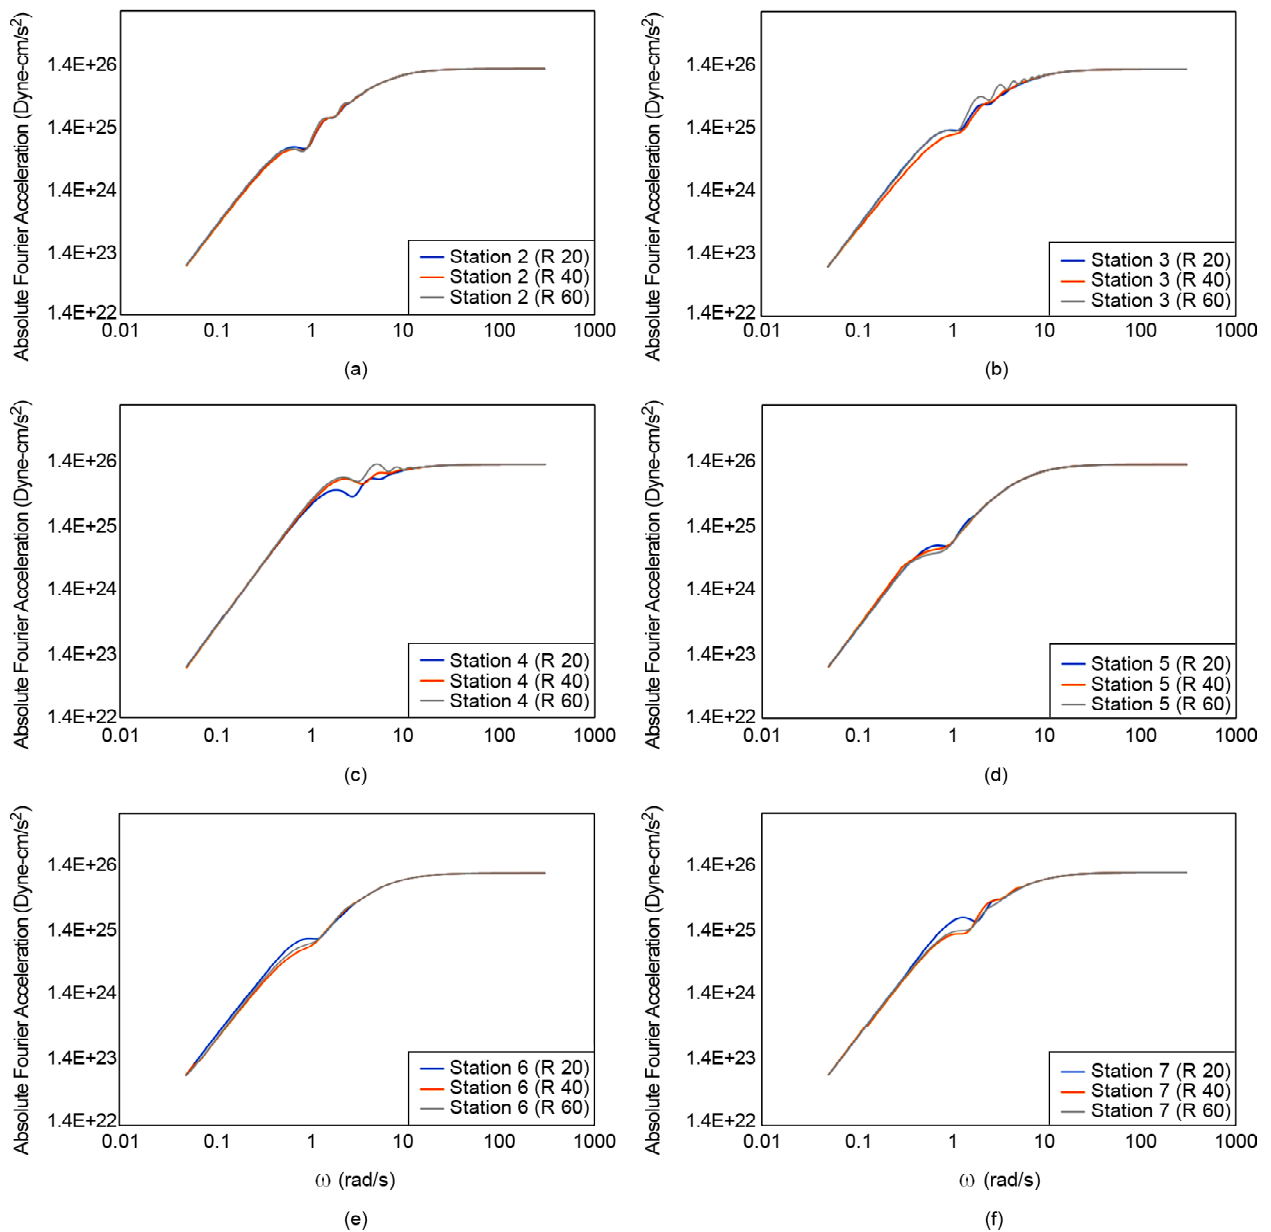 Absolute Fourier Acceleration (Dyne-cm/s²)
1.4E+26
1.4E+25
1.4E+24
1.4E+23
1.4E+22
Station 2 (R 20)
Station 2 (R 40)
Station 2 (R 60)
0.01 0.1 1 10 100 1000
(a)
Absolute Fourier Acceleration (Dyne-cm/s²)
1.4E+26
1.4E+25
1.4E+24
1.4E+23
1.4E+22
Station 3 (R 20)
Station 3 (R 40)
Station 3 (R 60)
0.01 0.1 1 10 100 1000
(b)
Absolute Fourier Acceleration (Dyne-cm/s²)
1.4E+26
1.4E+25
1.4E+24
1.4E+23
1.4E+22
Station 4 (R 20)
Station 4 (R 40)
Station 4 (R 60)
0.01 0.1 1 10 100 1000
(c)
Absolute Fourier Acceleration (Dyne-cm/s²)
1.4E+26
1.4E+25
1.4E+24
1.4E+23
1.4E+22
Station 5 (R 20)
Station 5 (R 40)
Station 5 (R 60)
0.01 0.1 1 10 100 1000
(d)
Absolute Fourier Acceleration (Dyne-cm/s²)
1.4E+26
1.4E+25
1.4E+24
1.4E+23
1.4E+22
Station 6 (R 20)
Station 6 (R 40)
Station 6 (R 60)
0.01 0.1 1 10 100 1000
ω (rad/s)
(e)
Absolute Fourier Acceleration (Dyne-cm/s²)
1.4E+26
1.4E+25
1.4E+24
1.4E+23
1.4E+22
Station 7 (R 20)
Station 7 (R 40)
Station 7 (R 60)
0.01 0.1 1 10 100 1000
ω (rad/s)
(f)